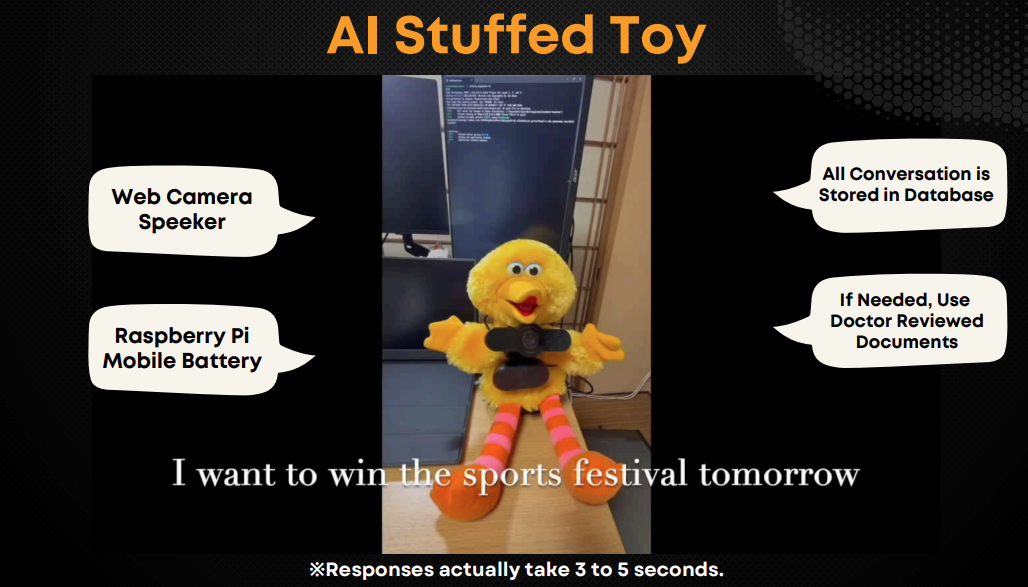 AI Stuffed Toy
Web Camera
Speeker
Raspberry Pi
Mobile Battery
All Conversation is
Stored in Database
If Needed, Use
Doctor Reviewed
Documents
I want to win the sports festival tomorrow
※Responses actually take 3 to 5 seconds.